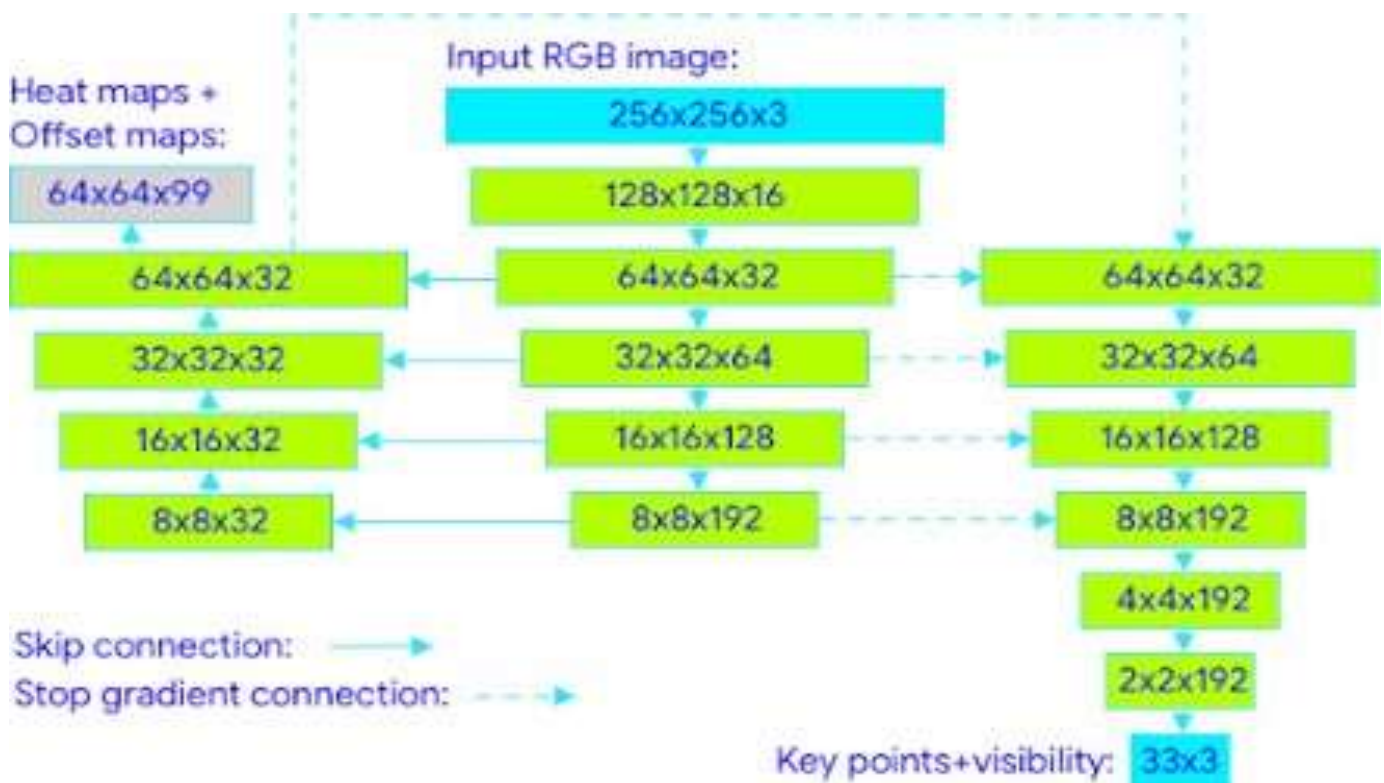 Input RGB image:
256x256x3
Heat maps +
Offset maps:
64x64x99
128x128x16
64x64x32 64x64x32 64x64x32
32x32x32 32x32x64 32x32x64
16x16x32 16x16x128 16x16x128
8x8x32 8x8x192 8x8x192
4x4x192
Skip connection:
2x2x192
Stop gradient connection:
Key points+visibility: 33x3